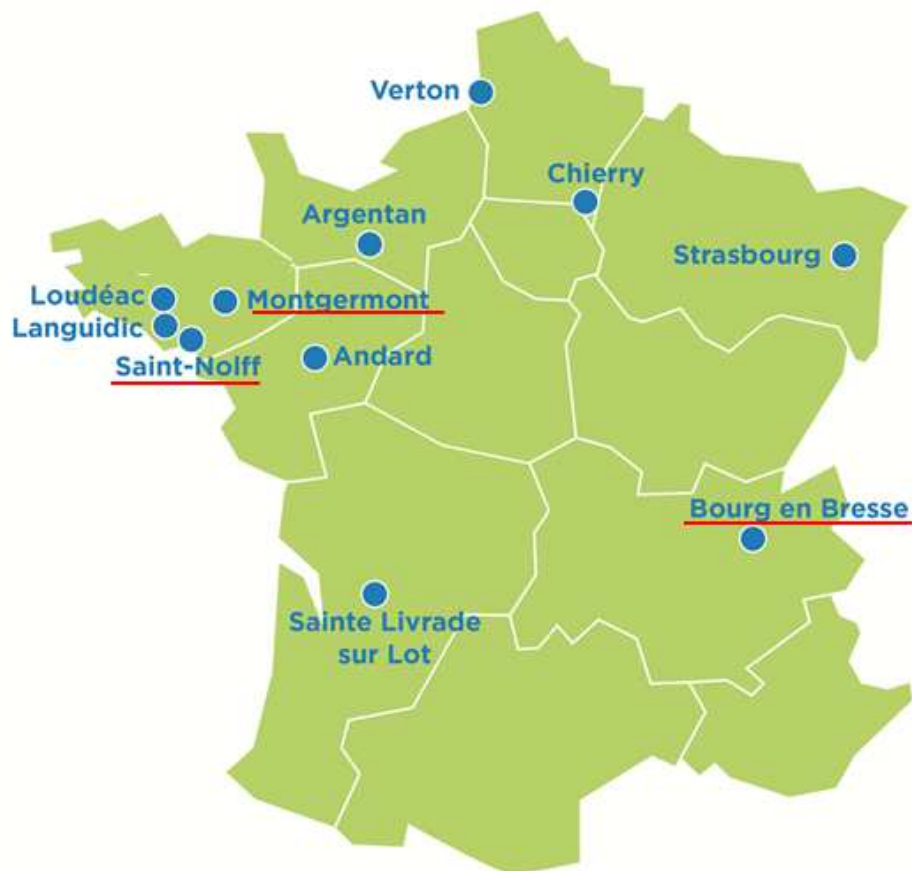 Verton
Chierry
Argentan
Strasbourg
Loudéac
Montgermont
Languidic
Saint-Nolff
Andard
Bourg en Bresse
Sainte Livrade
sur Lot